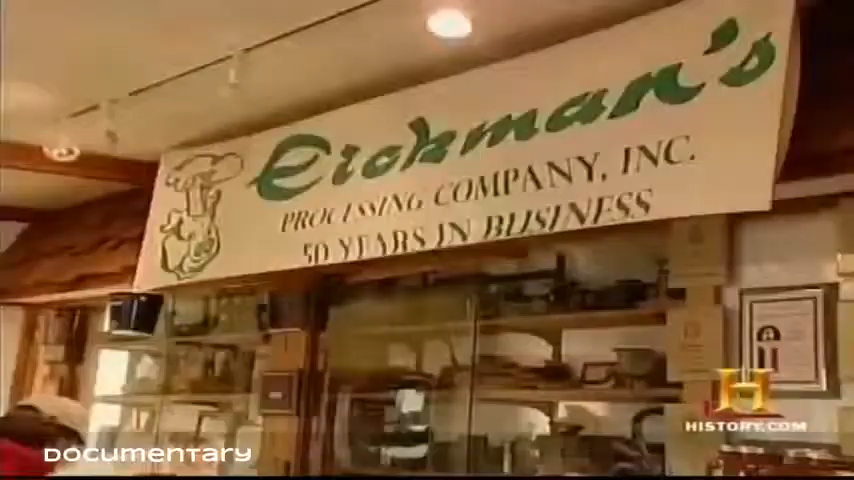 Eickman's
PROCESSING COMPANY, INC.
50 YEARS IN BUSINESS
H
HISTORY.COM
DOCUMENTARY